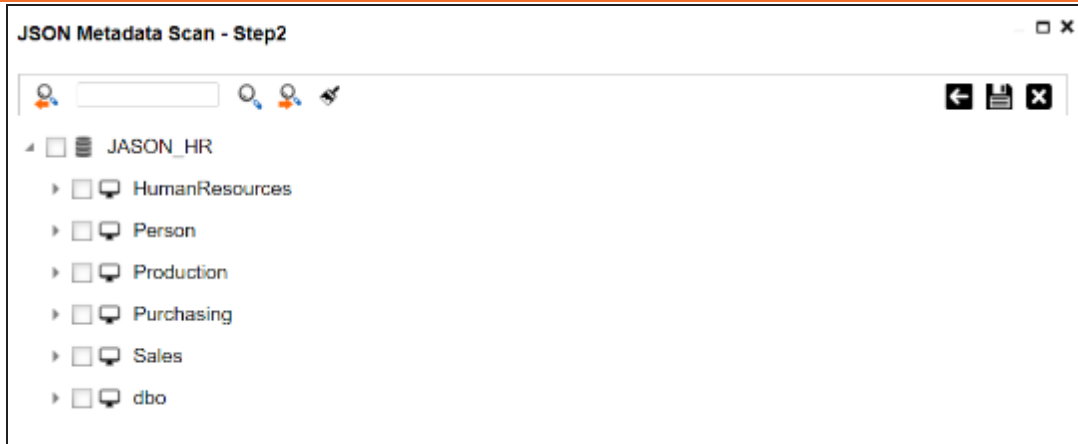 JSON Metadata Scan - Step2
JASON_HR
HumanResources
Person
Production
Purchasing
Sales
dbo